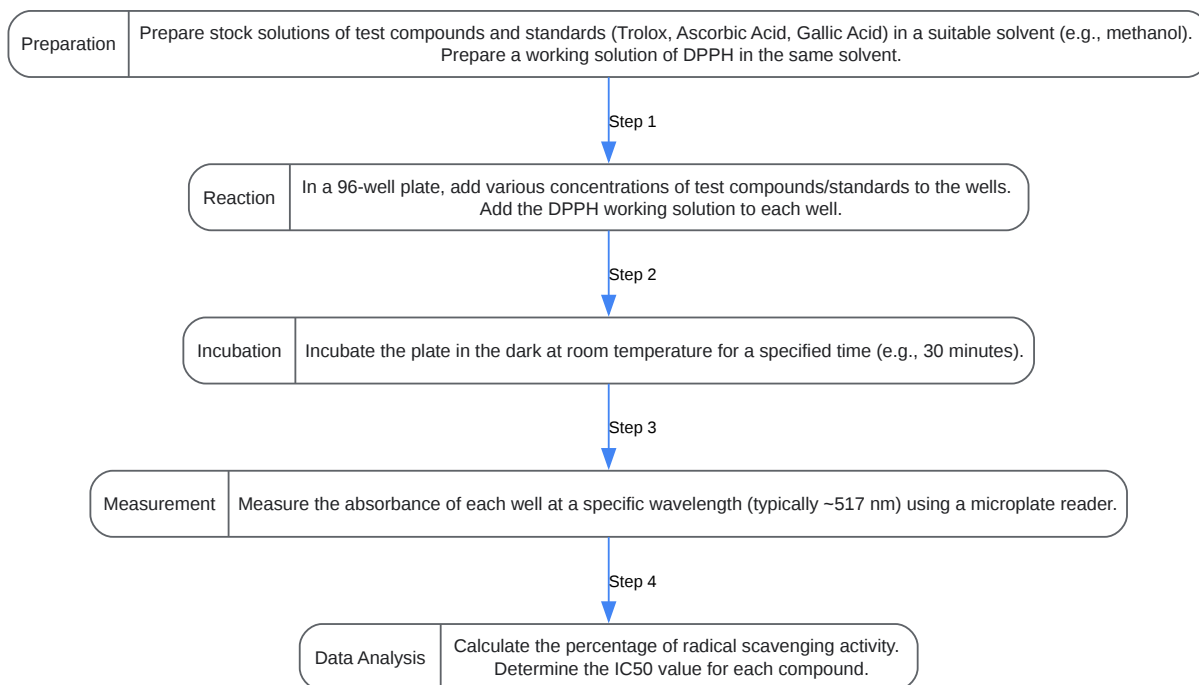 Preparation
Prepare stock solutions of test compounds and standards (Trolox, Ascorbic Acid, Gallic Acid) in a suitable solvent (e.g., methanol).
Prepare a working solution of DPPH in the same solvent.
Step 1
Reaction
In a 96-well plate, add various concentrations of test compounds/standards to the wells.
Add the DPPH working solution to each well.
Step 2
Incubation
Incubate the plate in the dark at room temperature for a specified time (e.g., 30 minutes).
Step 3
Measurement
Measure the absorbance of each well at a specific wavelength (typically ~517 nm) using a microplate reader.
Step 4
Data Analysis
Calculate the percentage of radical scavenging activity.
Determine the IC50 value for each compound.